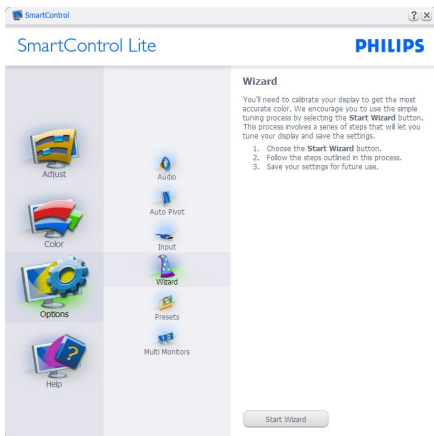 SmartControl
SmartControl Lite
PHILIPS
Adjust
Color
Options
Help
Audio
Auto Pivot
Input
Wizard
Presets
Multi Monitors
Wizard
You'll need to calibrate your display to get the most
accurate color. We encourage you to use the simple
tuning process by selecting the Start Wizard button.
This process involves a series of steps that will let you
tune your display and save the settings.
1. Choose the Start Wizard button.
2. Follow the steps outlined in this process.
3. Save your settings for future use.
Start Wizard